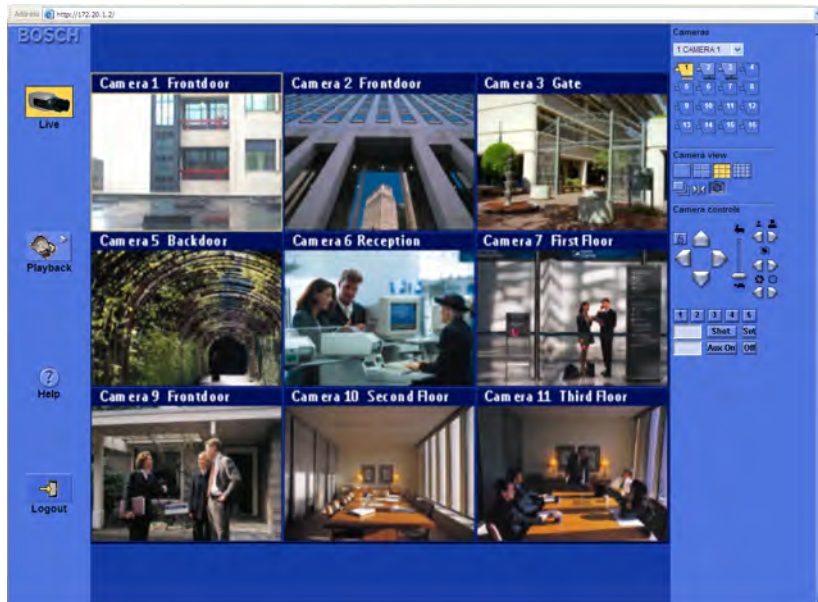 Address https://172.20.1.2/
BOSCH
Live
Playback
Help
Logout
Camera 1 Frontdoor
Camera 2 Frontdoor
Camera 3 Gate
Camera 5 Backdoor
Camera 6 Reception
Camera 7 First Floor
Camera 9 Frontdoor
Camera 10 Second Floor
Camera 11 Third Floor
Cameras
1 CAMERA 1
1 2 3 4
5 6 7 8
9 10 11 12
13 14 15 16
Camera view
Camera controls
1 2 3 4 5
Shot Set
Aux On Off